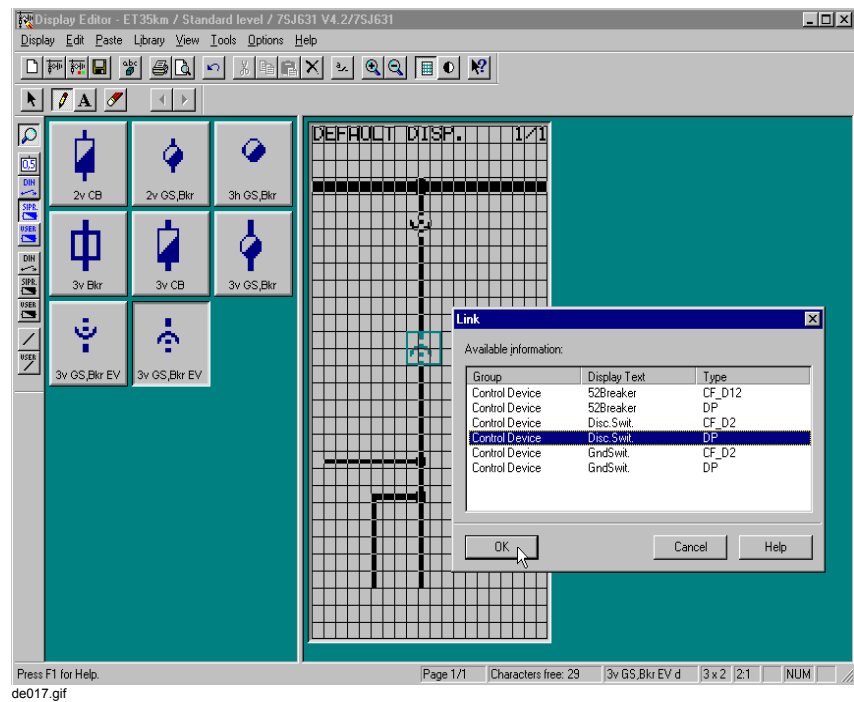 Display Editor - ET35km / Standard level / 7SJ631 V4.2/7SJ631
Display Edit Paste Library View Tools Options Help
abc
A
0,5
DIN
SIPR.
USER
DIN
SIPR.
USER
USER
2v CB
2v GS,Bkr
3h GS,Bkr
3v Bkr
3v CB
3v GS,Bkr
3v GS,Bkr EV
3v GS,Bkr EV
DEFAULT DISP. 1/1
Link
Available information:
Group Display Text Type
Control Device 52Breaker CF_D12
Control Device 52Breaker DP
Control Device Disc.Swit. CF_D2
Control Device Disc.Swit. DP
Control Device GndSwit. CF_D2
Control Device GndSwit. DP
OK Cancel Help
Press F1 for Help. Page 1/1 Characters free: 29 3v GS,Bkr EV d 3 x 2 2:1 NUM
de017.gif